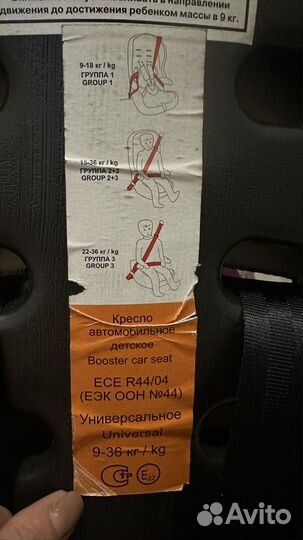 движения до достижения ребенком массы в 9 кг.
9-18 кг / kg
ГРУППА 1
GROUP 1
15-36 кг / kg
ГРУППА 2+3
GROUP 2+3
22-36 кг / kg
ГРУППА 3
GROUP 3
Кресло
автомобильное
детское
Booster car seat
ECE R44/04
(ЕЭК ООН №44)
Универсальное
Universal
9-36 кг / kg
E22
Avito